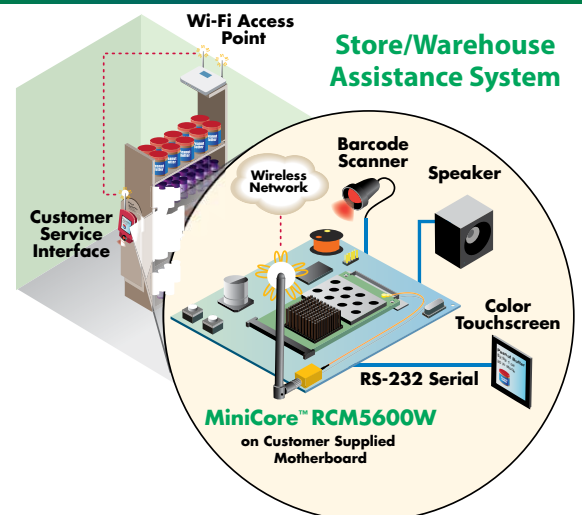 Wi-Fi Access
Point
Store/Warehouse
Assistance System
Barcode
Scanner
Speaker
Wireless
Network
Customer
Service
Interface
Color
Touchscreen
RS-232 Serial
MiniCore™ RCM5600W
on Customer Supplied
Motherboard